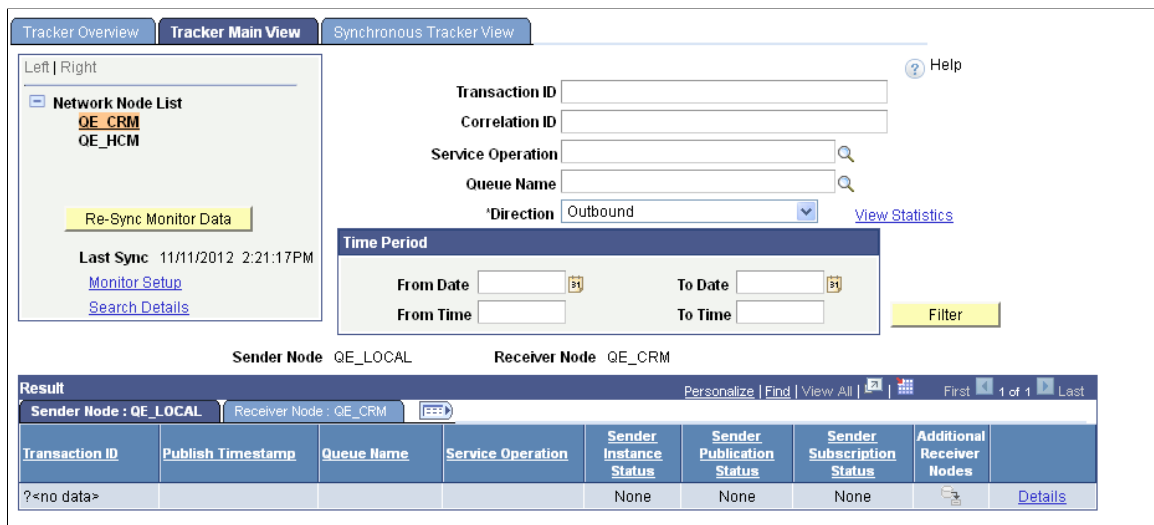 Tracker Overview
Tracker Main View
Synchronous Tracker View
Left | Right
Network Node List
QE_CRM
QE_HCM
Re-Sync Monitor Data
Last Sync 11/11/2012 2:21:17PM
Monitor Setup
Search Details
? Help
Transaction ID
Correlation ID
Service Operation
Queue Name
*Direction Outbound
View Statistics
Time Period
From Date 31 To Date 31
From Time To Time
Filter
Sender Node QE_LOCAL Receiver Node QE_CRM
Result Personalize | Find | View All | | First 1 of 1 Last
Sender Node : QE_LOCAL Receiver Node : QE_CRM
Transaction ID
Publish Timestamp
Queue Name
Service Operation
Sender
Instance
Status
Sender
Publication
Status
Sender
Subscription
Status
Additional
Receiver
Nodes
?<no data> None None None Details